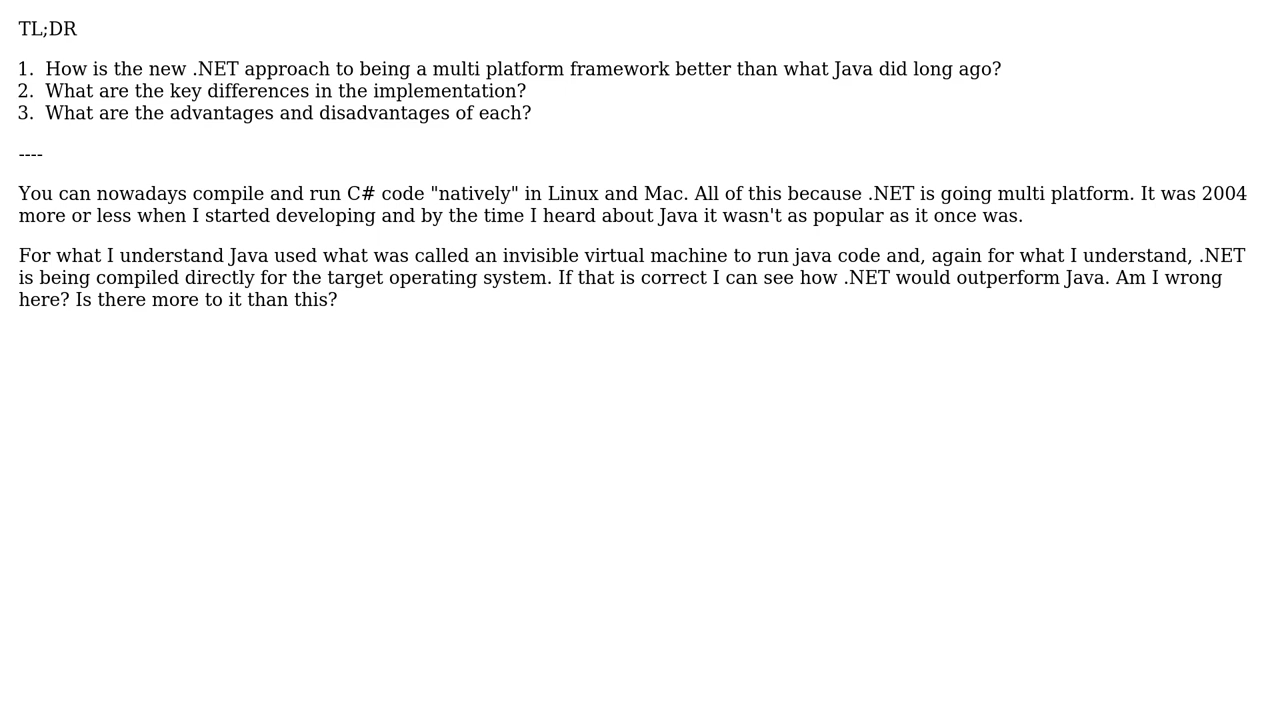 TL;DR
1. How is the new .NET approach to being a multi platform framework better than what Java did long ago?
2. What are the key differences in the implementation?
3. What are the advantages and disadvantages of each?
----
You can nowadays compile and run C# code "natively" in Linux and Mac. All of this because .NET is going multi platform. It was 2004
more or less when I started developing and by the time I heard about Java it wasn't as popular as it once was.
For what I understand Java used what was called an invisible virtual machine to run java code and, again for what I understand, .NET
is being compiled directly for the target operating system. If that is correct I can see how .NET would outperform Java. Am I wrong
here? Is there more to it than this?